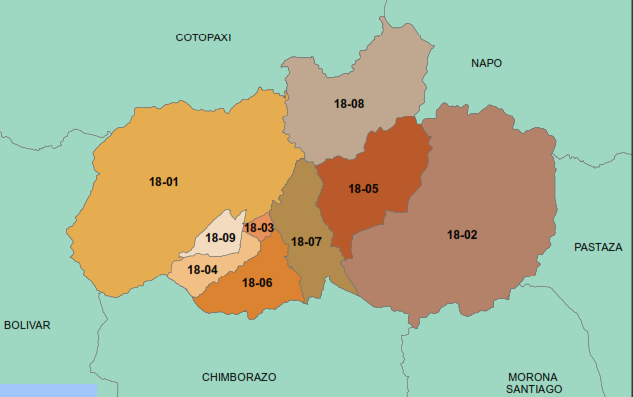 COTOPAXI
NAPO
18-08
18-01
18-05
18-03
18-09
18-07
18-02
PASTAZA
18-04
18-06
BOLIVAR
CHIMBORAZO
MORONA
SANTIAGO